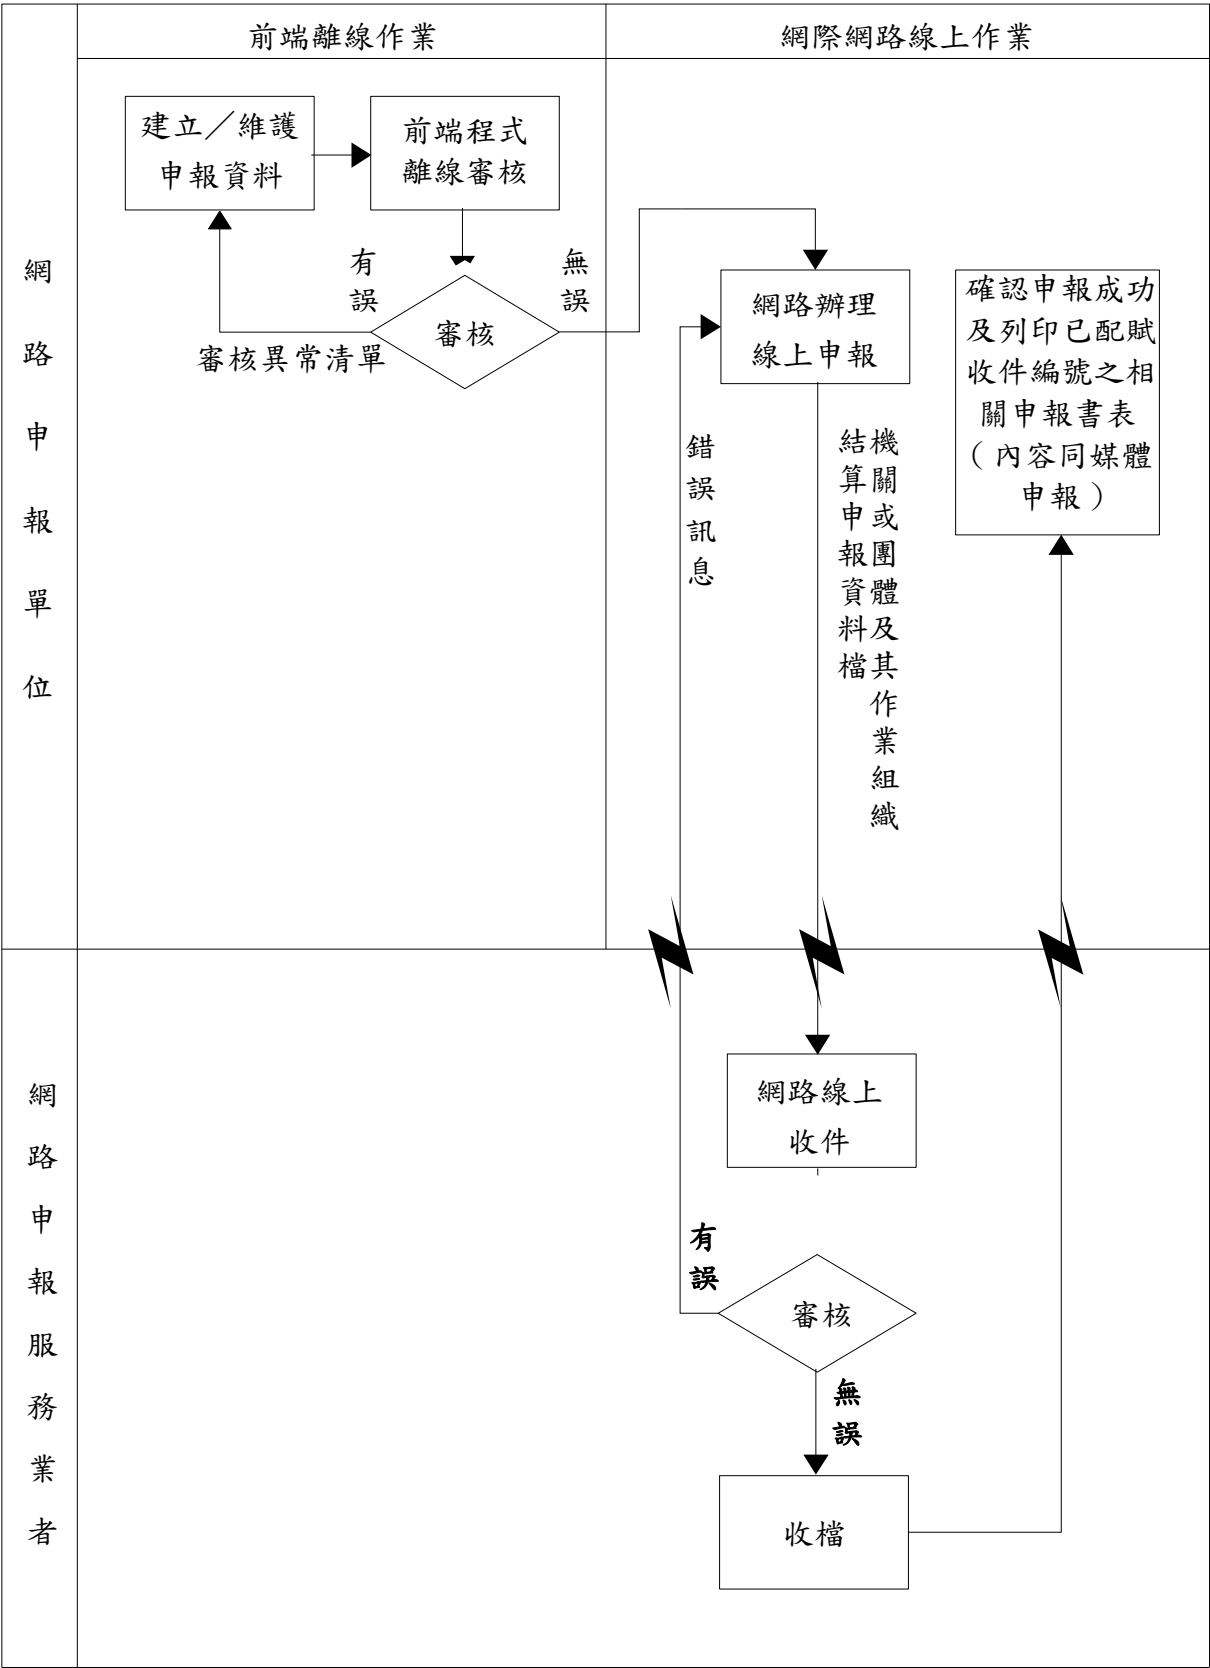 前端離線作業
網際網路線上作業
網路申報單位
建立／維護
申報資料
前端程式
離線審核
有誤
無誤
審核
審核異常清單
網路辦理
線上申報
確認申報成功
及列印已配賦
收件編號之相
關申報書表
（內容同媒體
申報）
錯誤訊息
機關或團體及其作業組織
結算申報資料檔
網路申報服務業者
網路線上
收件
有誤
審核
無誤
收檔